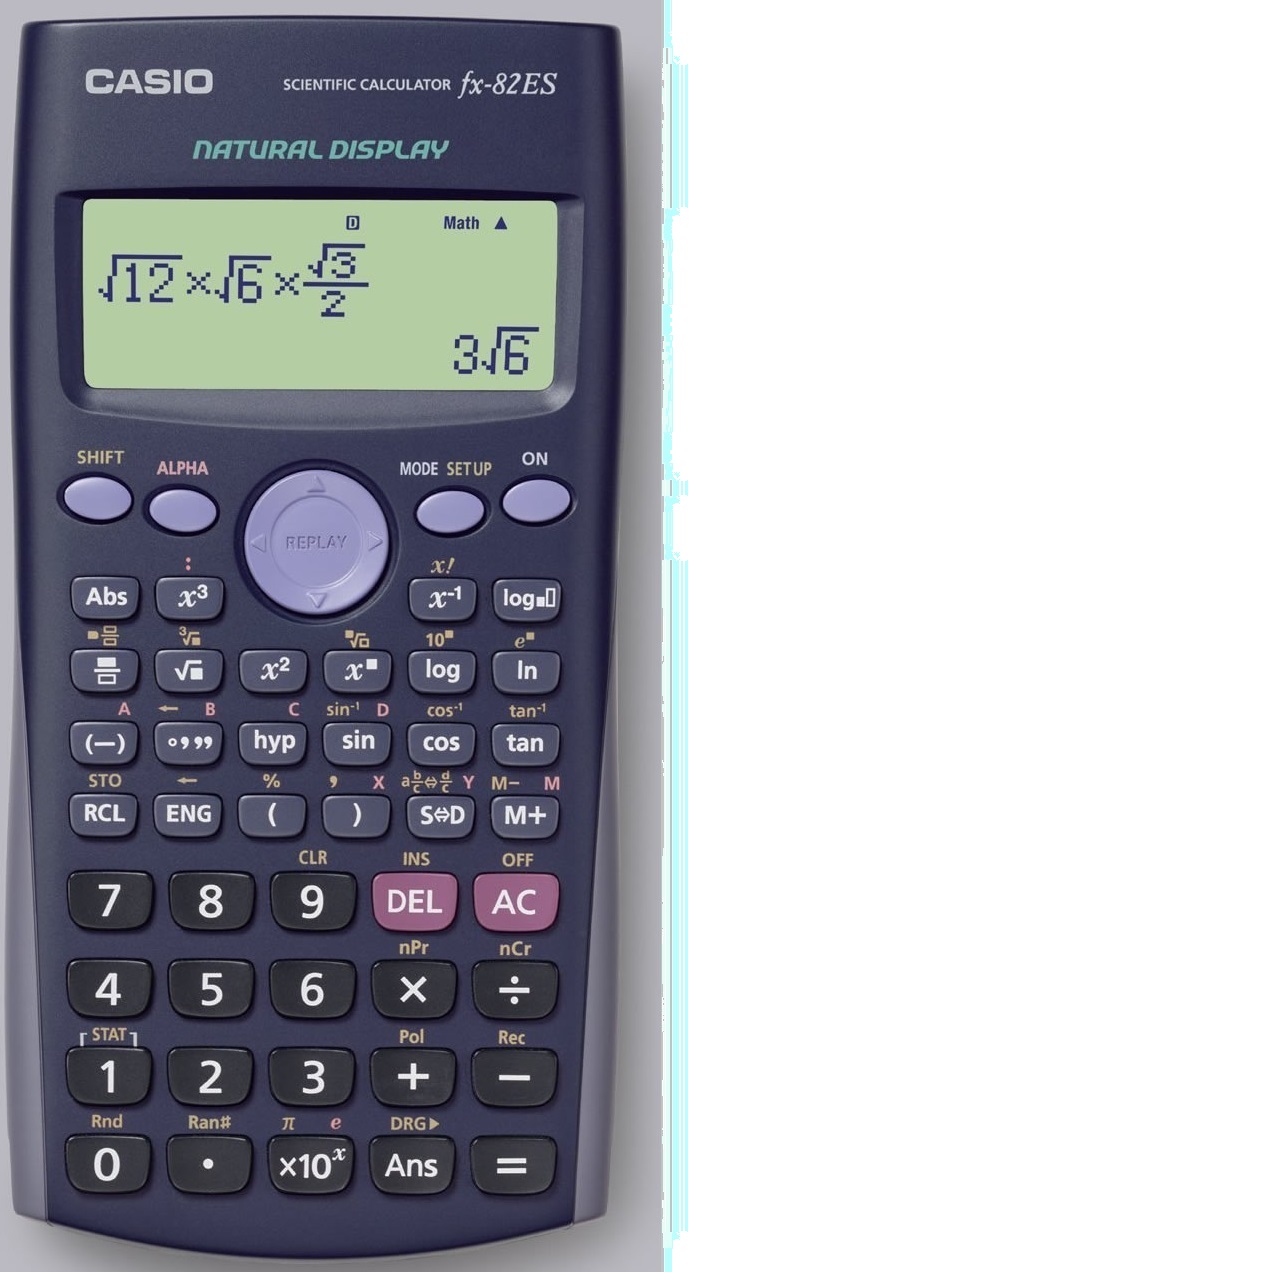 CASIO SCIENTIFIC CALCULATOR fx-82ES
NATURAL DISPLAY
D Math ▲
√12×√6×√3/2
3√6
SHIFT ALPHA MODE SETUP ON
REPLAY
: x!
Abs x³ x⁻¹ log■□
■□/□ ³√■ ■√□ 10■ e■
■/□ √■ x² x■ log ln
A ← B C sin⁻¹ D cos⁻¹ tan⁻¹
(—) °,,, hyp sin cos tan
STO ← % , X a b/c⇔d/c Y M− M
RCL ENG ( ) S⇔D M+
CLR INS OFF
7 8 9 DEL AC
nPr nCr
4 5 6 × ÷
STAT Pol Rec
1 2 3 + −
Rnd Ran# π e DRG▶
0 • ×10ˣ Ans =